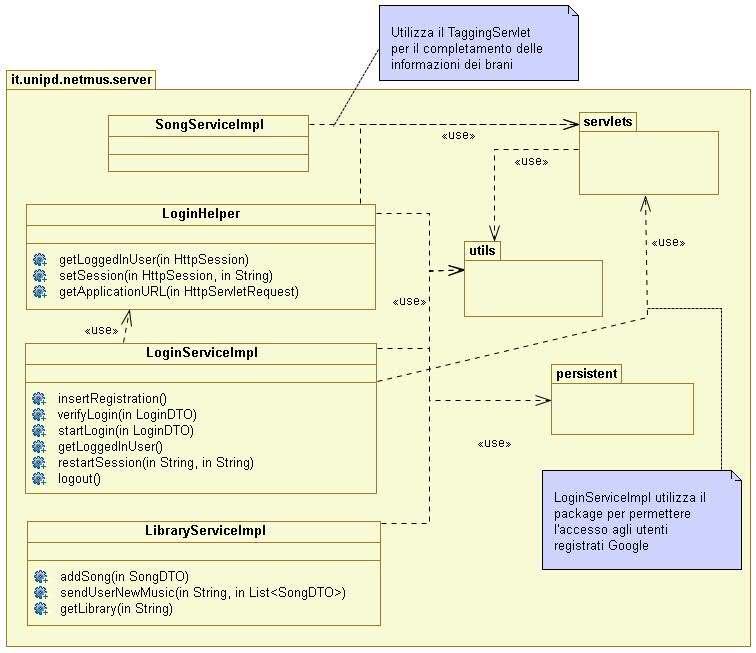 Utilizza il TaggingServlet
per il completamento delle
informazioni dei brani
it.unipd.netmus.server
SongServiceImpl
servlets
«use»
«use»
LoginHelper
getLoggedInUser(in HttpSession)
setSession(in HttpSession, in String)
getApplicationURL(in HttpServletRequest)
utils
«use»
«use»
«use»
LoginServiceImpl
insertRegistration()
verifyLogin(in LoginDTO)
startLogin(in LoginDTO)
getLoggedInUser()
restartSession(in String, in String)
logout()
persistent
«use»
LoginServiceImpl utilizza il
package per permettere
l'accesso agli utenti
registrati Google
LibraryServiceImpl
addSong(in SongDTO)
sendUserNewMusic(in String, in List<SongDTO>)
getLibrary(in String)